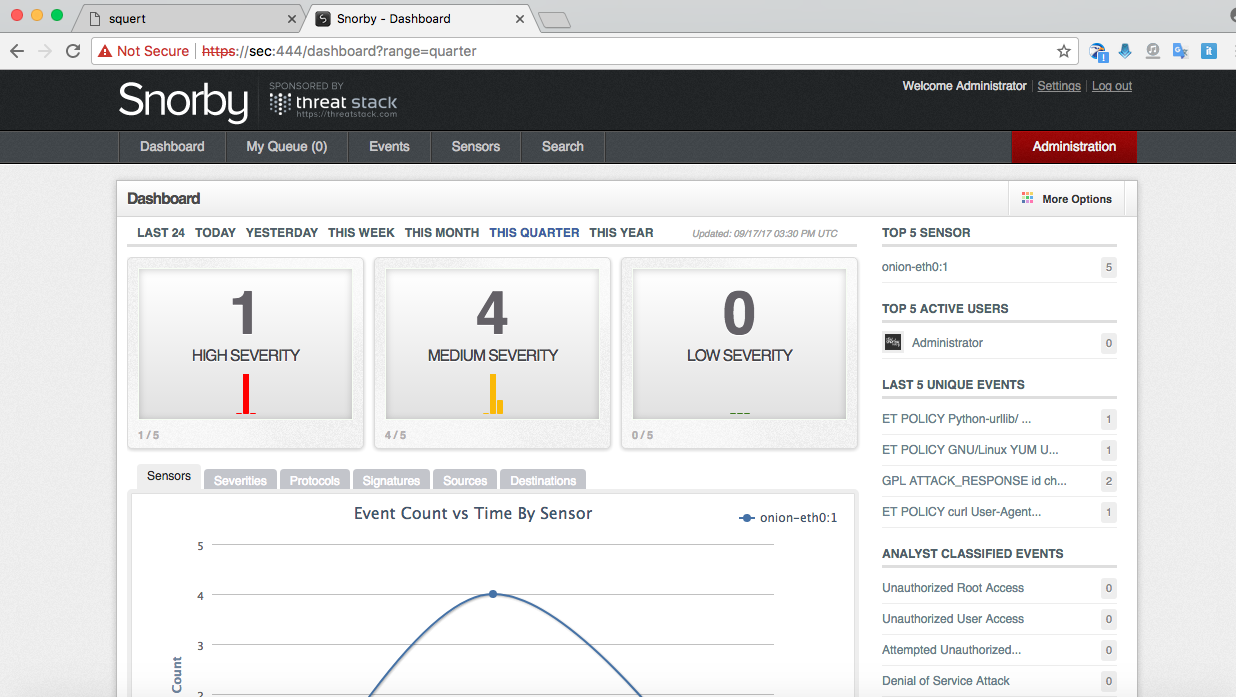 squert
Snorby - Dashboard
Not Secure https://sec:444/dashboard?range=quarter
Snorby
SPONSORED BY
threat stack
https://threatstack.com
Welcome Administrator Settings Log out
Dashboard My Queue (0) Events Sensors Search Administration
Dashboard
More Options
LAST 24 TODAY YESTERDAY THIS WEEK THIS MONTH THIS QUARTER THIS YEAR
Updated: 09/17/17 03:30 PM UTC
1
HIGH SEVERITY
1 / 5
4
MEDIUM SEVERITY
4 / 5
0
LOW SEVERITY
0 / 5
Sensors Severities Protocols Signatures Sources Destinations
Event Count vs Time By Sensor
onion-eth0:1
5
4
3
2
Count
TOP 5 SENSOR
onion-eth0:1 5
TOP 5 ACTIVE USERS
Administrator 0
LAST 5 UNIQUE EVENTS
ET POLICY Python-urllib/ ... 1
ET POLICY GNU/Linux YUM U... 1
GPL ATTACK_RESPONSE id ch... 2
ET POLICY curl User-Agent... 1
ANALYST CLASSIFIED EVENTS
Unauthorized Root Access 0
Unauthorized User Access 0
Attempted Unauthorized... 0
Denial of Service Attack 0